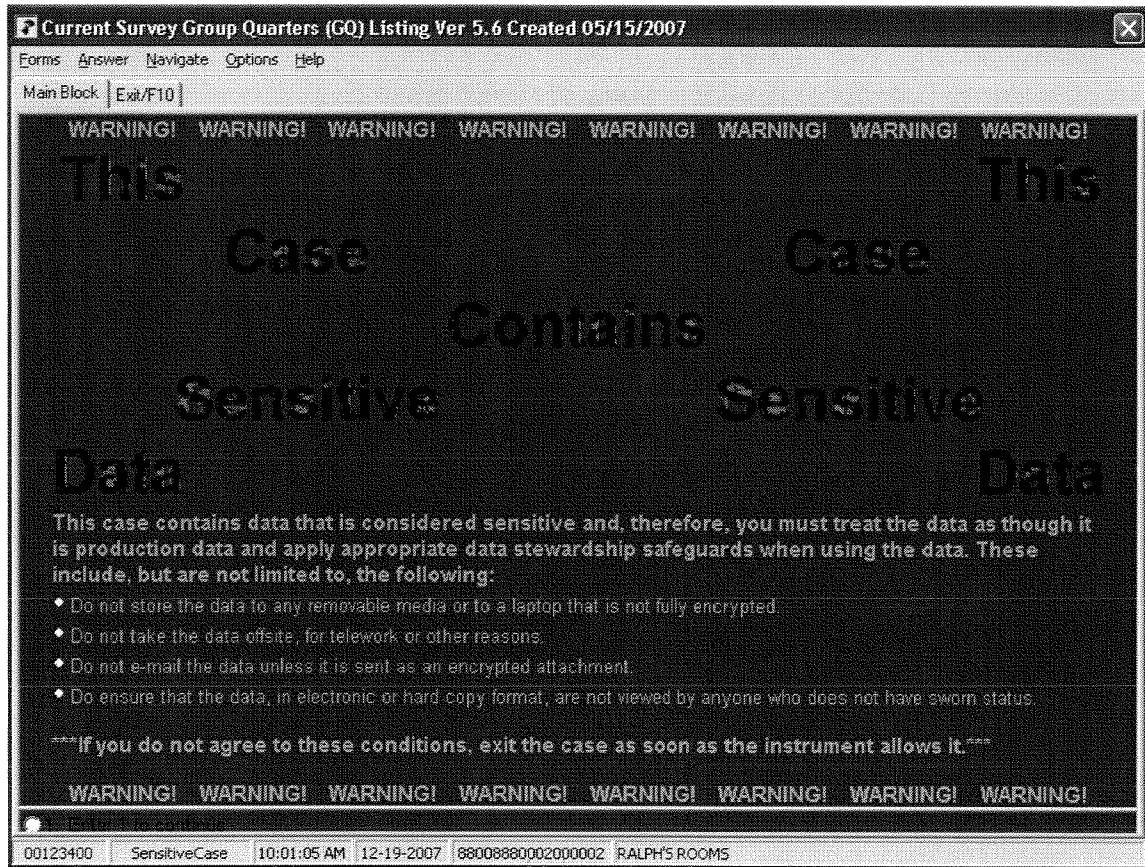 Current Survey Group Quarters (GQ) Listing Ver 5.6 Created 05/15/2007
Forms Answer Navigate Options Help
Main Block Exit/F10
WARNING! WARNING! WARNING! WARNING! WARNING! WARNING! WARNING! WARNING!
This This
Case Case
Contains
Sensitive Sensitive
Data Data
This case contains data that is considered sensitive and, therefore, you must treat the data as though it
is production data and apply appropriate data stewardship safeguards when using the data. These
include, but are not limited to, the following:
• Do not store the data to any removable media or to a laptop that is not fully encrypted.
• Do not take the data offsite, for telework or other reasons.
• Do not e-mail the data unless it is sent as an encrypted attachment.
• Do ensure that the data, in electronic or hard copy format, are not viewed by anyone who does not have sworn status.
***If you do not agree to these conditions, exit the case as soon as the instrument allows it.***
WARNING! WARNING! WARNING! WARNING! WARNING! WARNING! WARNING! WARNING!
1. Enter 1 to continue
00123400 SensitiveCase 10:01:05 AM 12-19-2007 88008880002000002 RALPH'S ROOMS